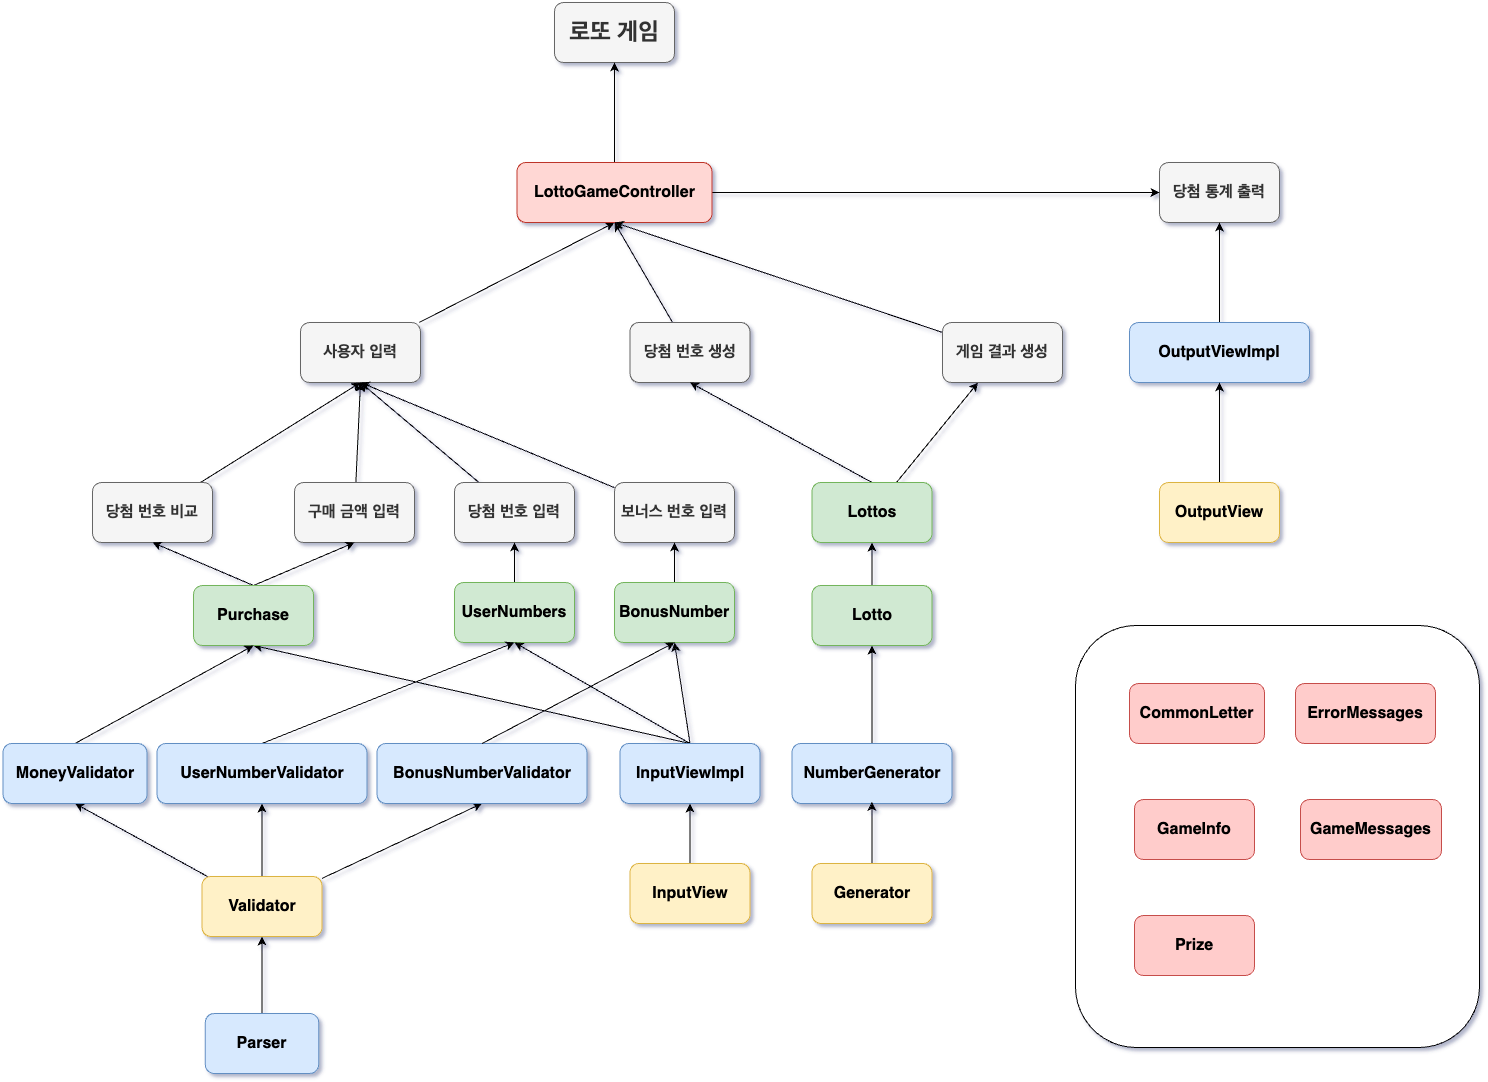 로또 게임
LottoGameController
당첨 통계 출력
사용자 입력
당첨 번호 생성
게임 결과 생성
OutputViewImpl
당첨 번호 비교
구매 금액 입력
당첨 번호 입력
보너스 번호 입력
Lottos
OutputView
Purchase
UserNumbers
BonusNumber
Lotto
CommonLetter
ErrorMessages
MoneyValidator
UserNumberValidator
BonusNumberValidator
InputViewImpl
NumberGenerator
GameInfo
GameMessages
Validator
InputView
Generator
Prize
Parser